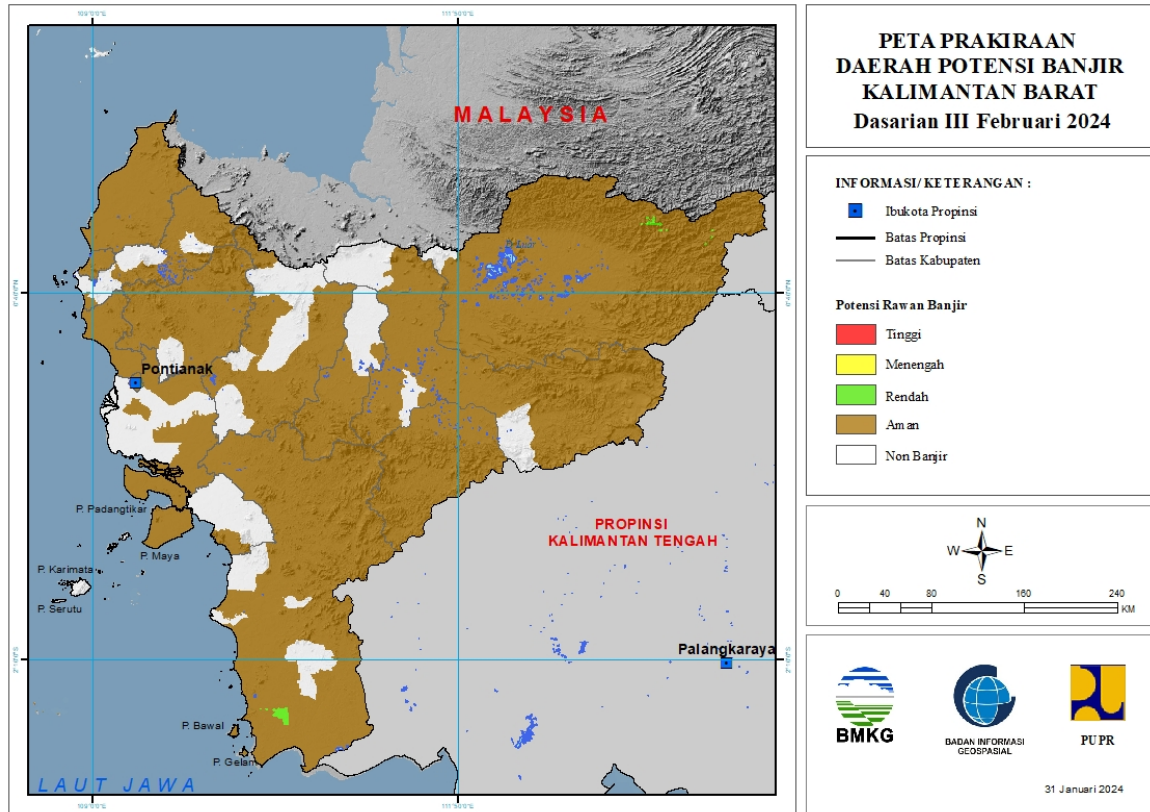 PETA PRAKIRAAN
DAERAH POTENSI BANJIR
KALIMANTAN BARAT
Dasarian III Februari 2024
INFORMASI/ KETERANGAN :
Ibukota Propinsi
Batas Propinsi
Batas Kabupaten
Potensi Rawan Banjir
Tinggi
Menengah
Rendah
Aman
Non Banjir
N
W E
S
0 40 80 160 240
KM
BMKG
BADAN INFORMASI
GEOSPASIAL
PUPR
31 Januari 2024
MALAYSIA
Pontianak
P. Padangtikar
P. Maya
P. Karimata
P. Serutu
PROPINSI
KALIMANTAN TENGAH
Palangkaraya
P. Bawal
P. Gelam
LAUT JAWA